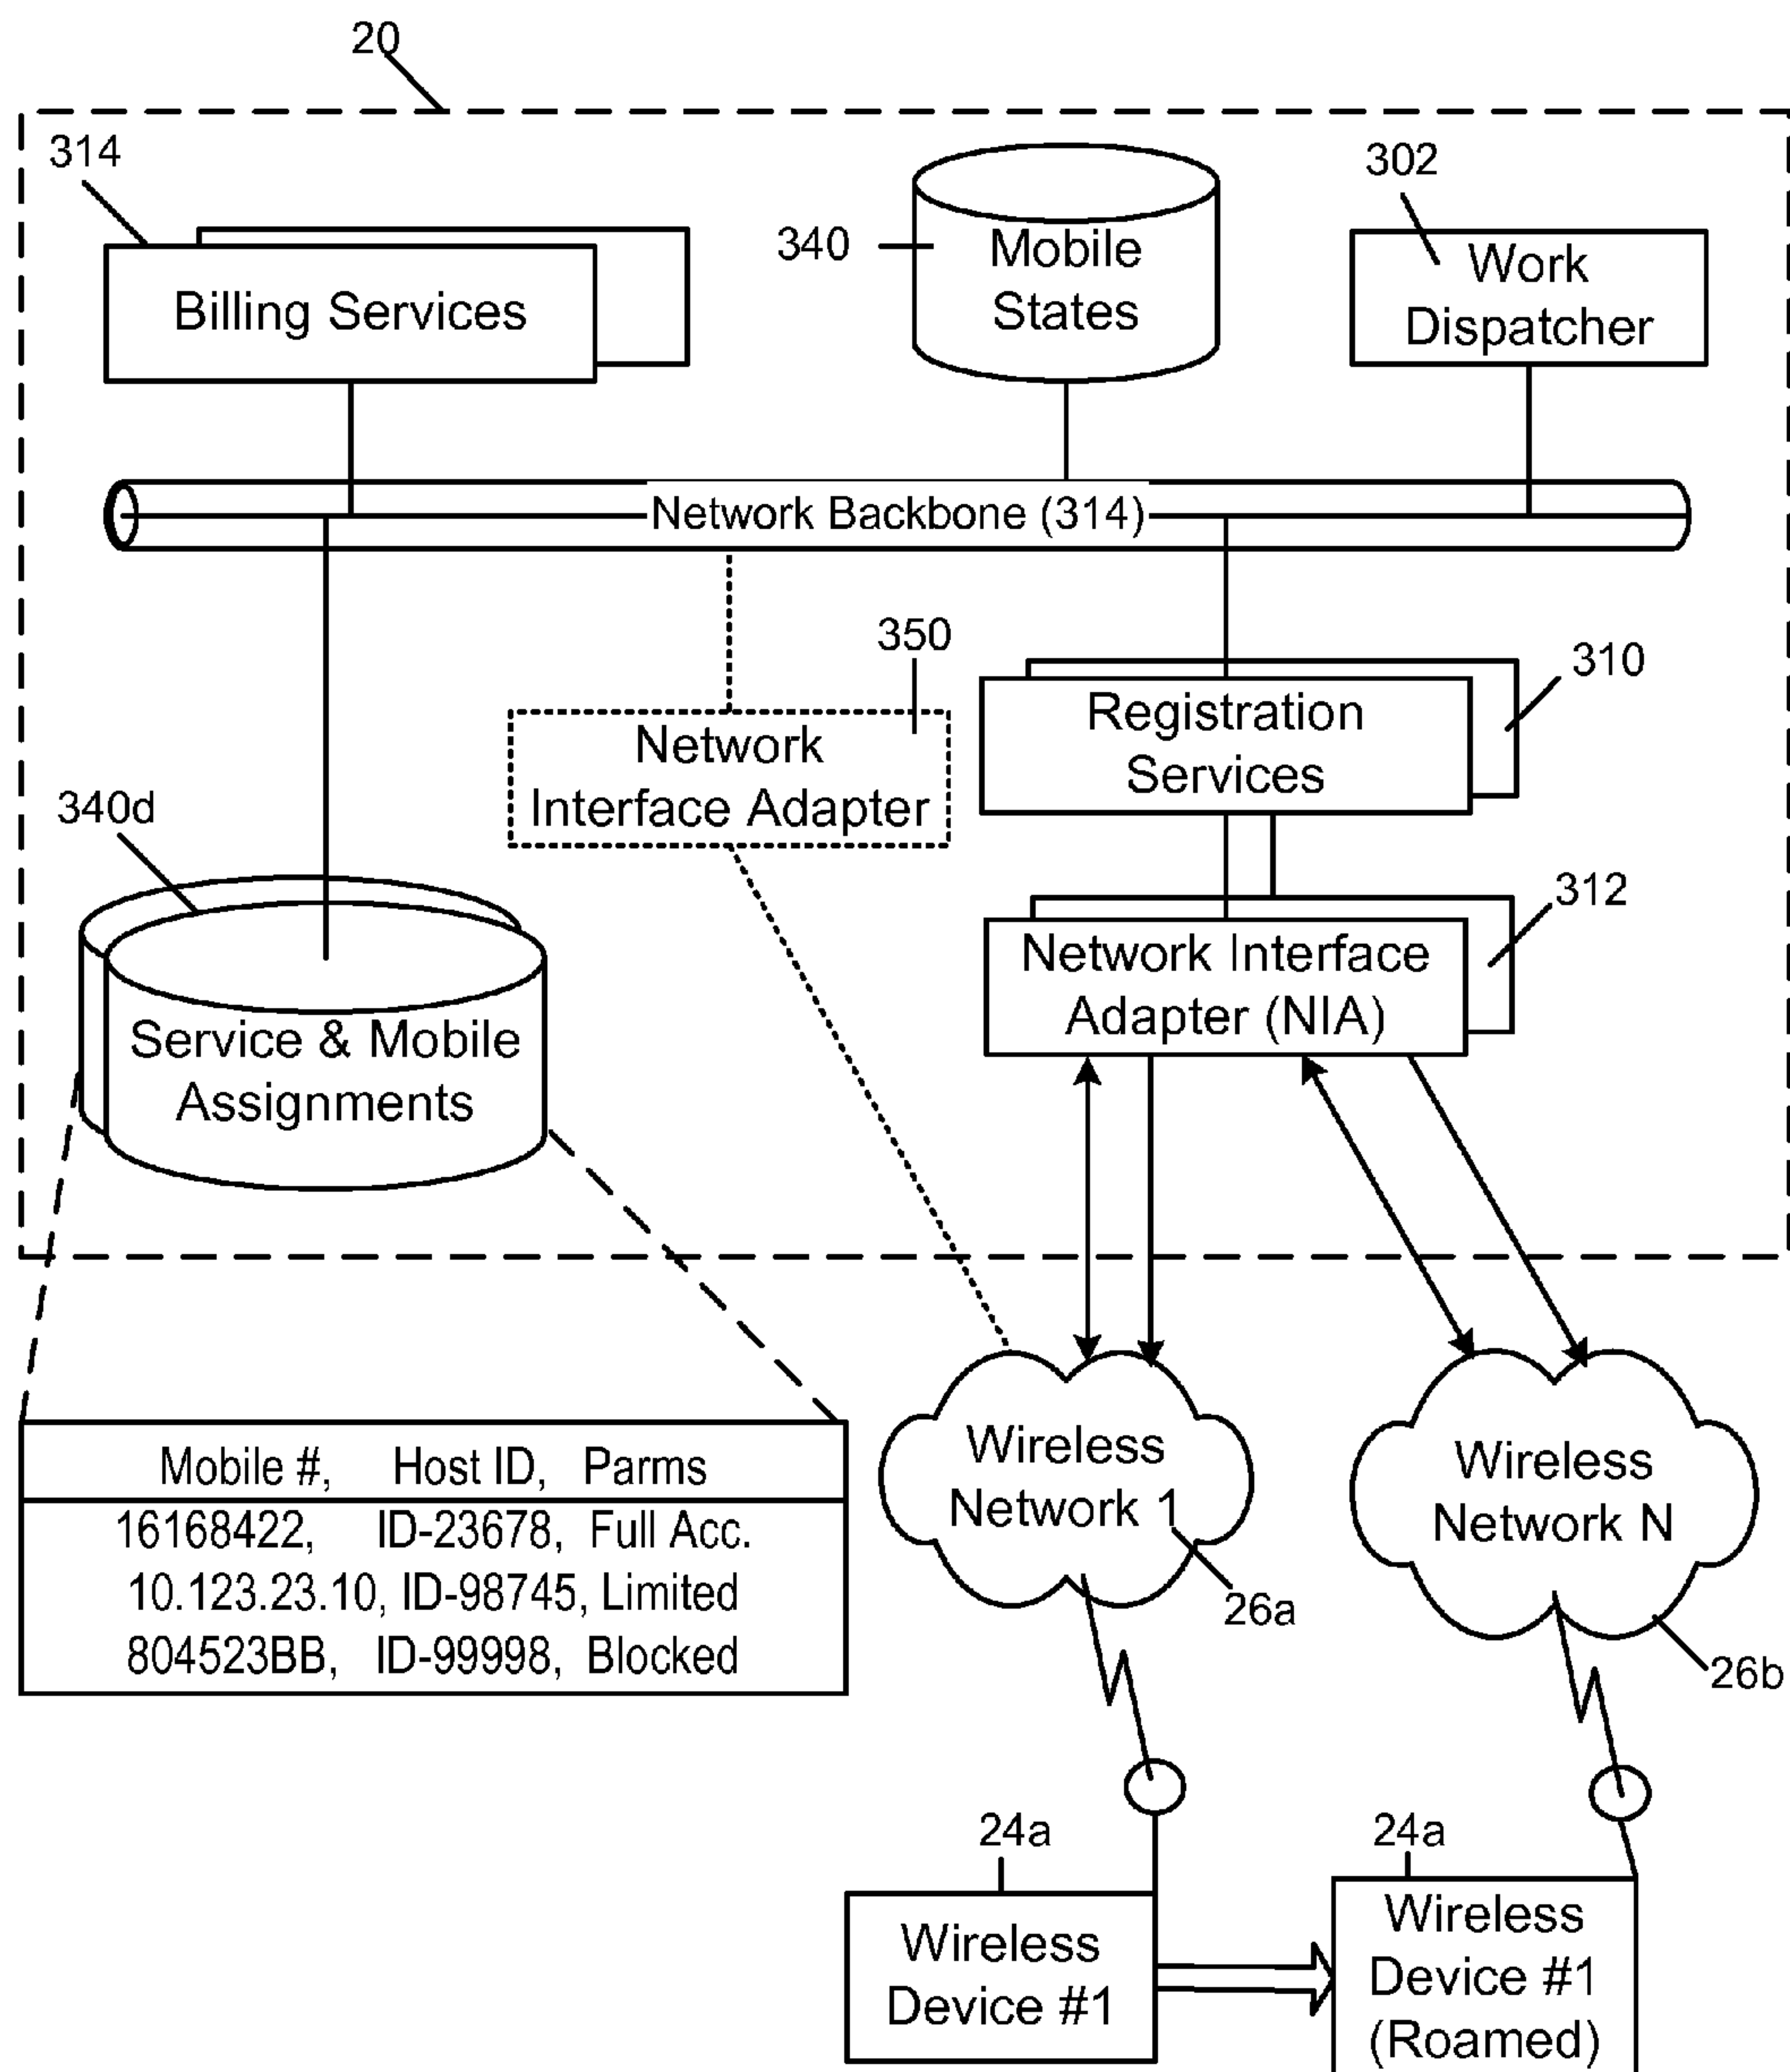 20
314
340
302
Billing Services
Mobile
States
Work
Dispatcher
Network Backbone (314)
350
310
Network
Interface Adapter
Registration
Services
340d
312
Network Interface
Adapter (NIA)
Service & Mobile
Assignments
Mobile #, Host ID, Parms
16168422, ID-23678, Full Acc.
10.123.23.10, ID-98745, Limited
804523BB, ID-99998, Blocked
Wireless
Network 1
26a
Wireless
Network N
26b
24a
24a
Wireless
Device #1
Wireless
Device #1
(Roamed)